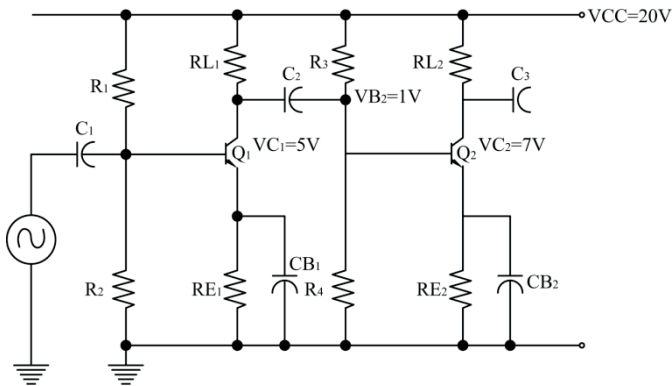 VCC=20V
RL₁
R₃
RL₂
C₂
C₃
R₁
VB₂=1V
C₁
Q₁
VC₁=5V
Q₂
VC₂=7V
CB₁
R₂
RE₁
R₄
RE₂
CB₂